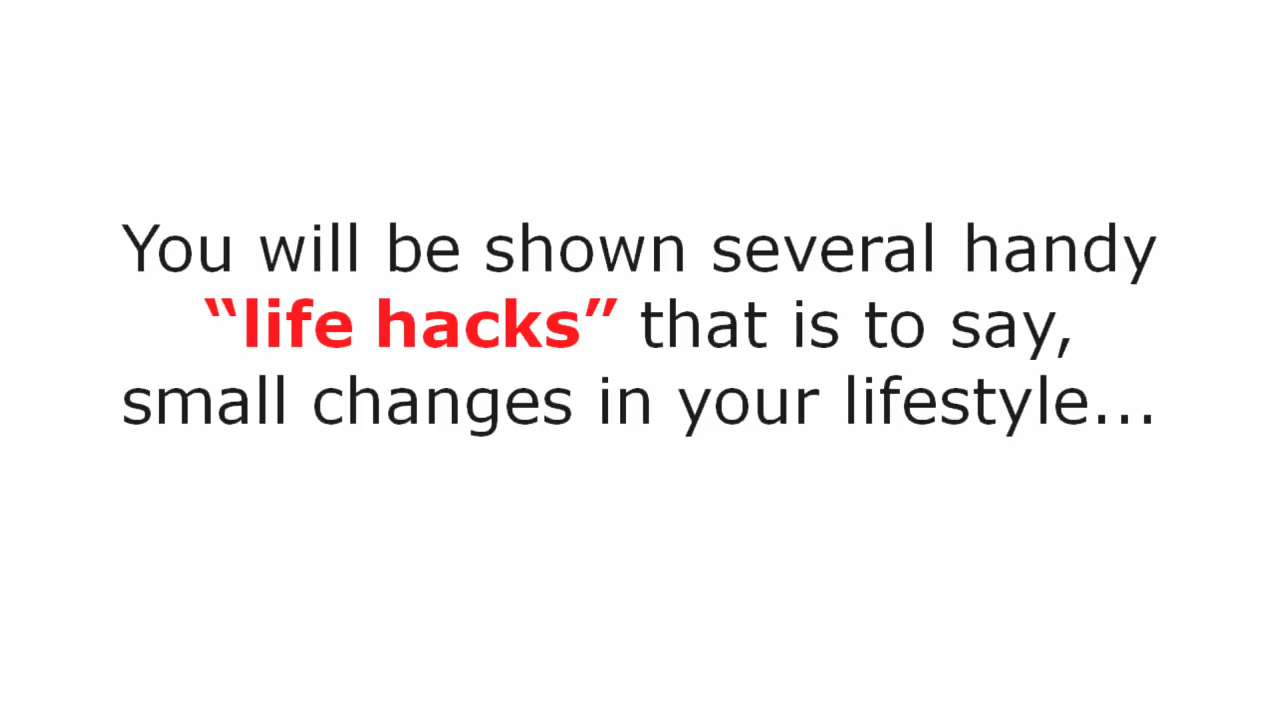 You will be shown several handy
“life hacks” that is to say,
small changes in your lifestyle...